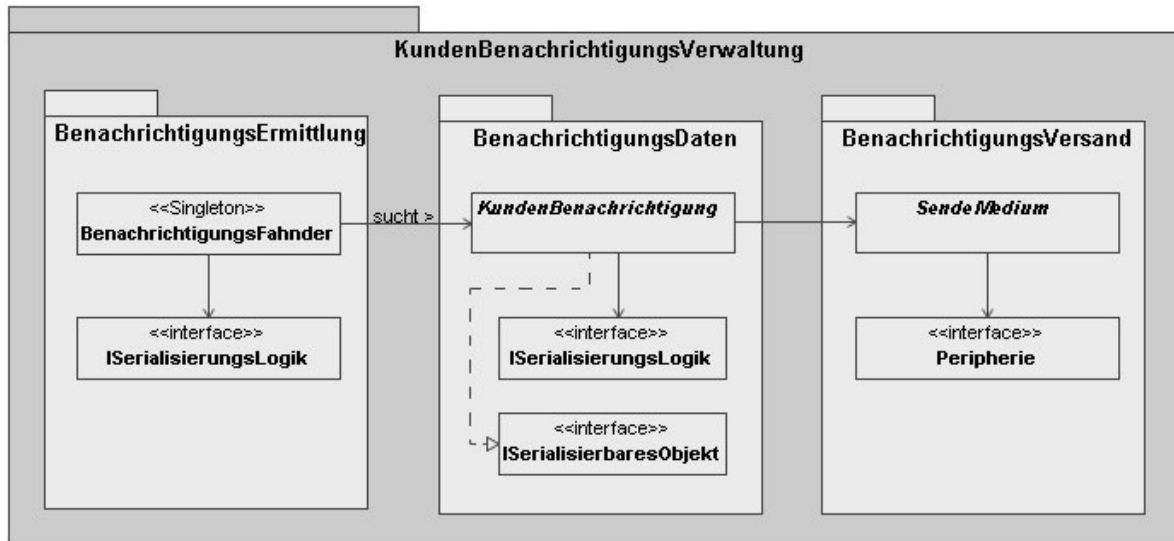 KundenBenachrichtigungsVerwaltung
BenachrichtigungsErmittlung
<<Singleton>>
BenachrichtigungsFahnder
<<interface>>
ISerialisierungsLogik
sucht >
BenachrichtigungsDaten
KundenBenachrichtigung
<<interface>>
ISerialisierungsLogik
<<interface>>
ISerialisierbaresObjekt
BenachrichtigungsVersand
SendeMedium
<<interface>>
Peripherie